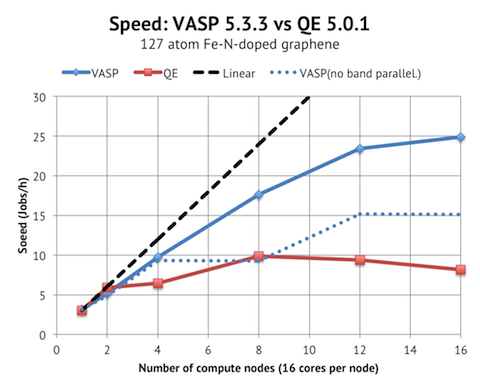 Speed: VASP 5.3.3 vs QE 5.0.1
127 atom Fe-N-doped graphene
VASP QE Linear VASP(no band parallel.)
30
25
20
15
10
5
0
Soeed (Jobs/h)
0 2 4 6 8 10 12 14 16
Number of compute nodes (16 cores per node)